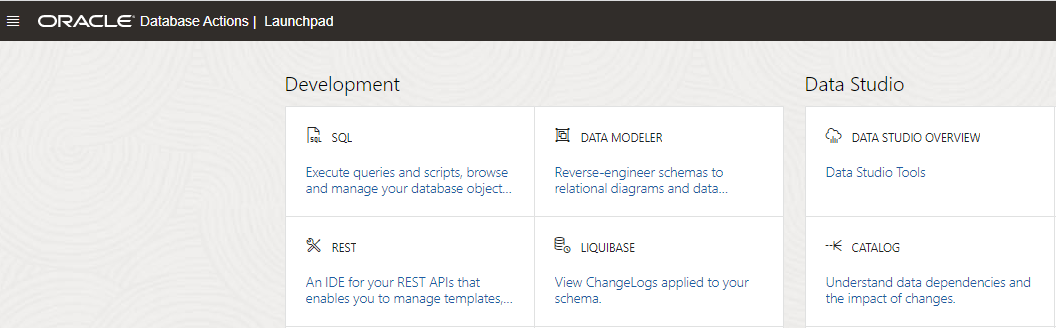 ORACLE Database Actions | Launchpad
Development
SQL
Execute queries and scripts, browse
and manage your database object...
DATA MODELER
Reverse-engineer schemas to
relational diagrams and data...
REST
An IDE for your REST APIs that
enables you to manage templates,...
LIQUIBASE
View ChangeLogs applied to your
schema.
Data Studio
DATA STUDIO OVERVIEW
Data Studio Tools
CATALOG
Understand data dependencies and
the impact of changes.